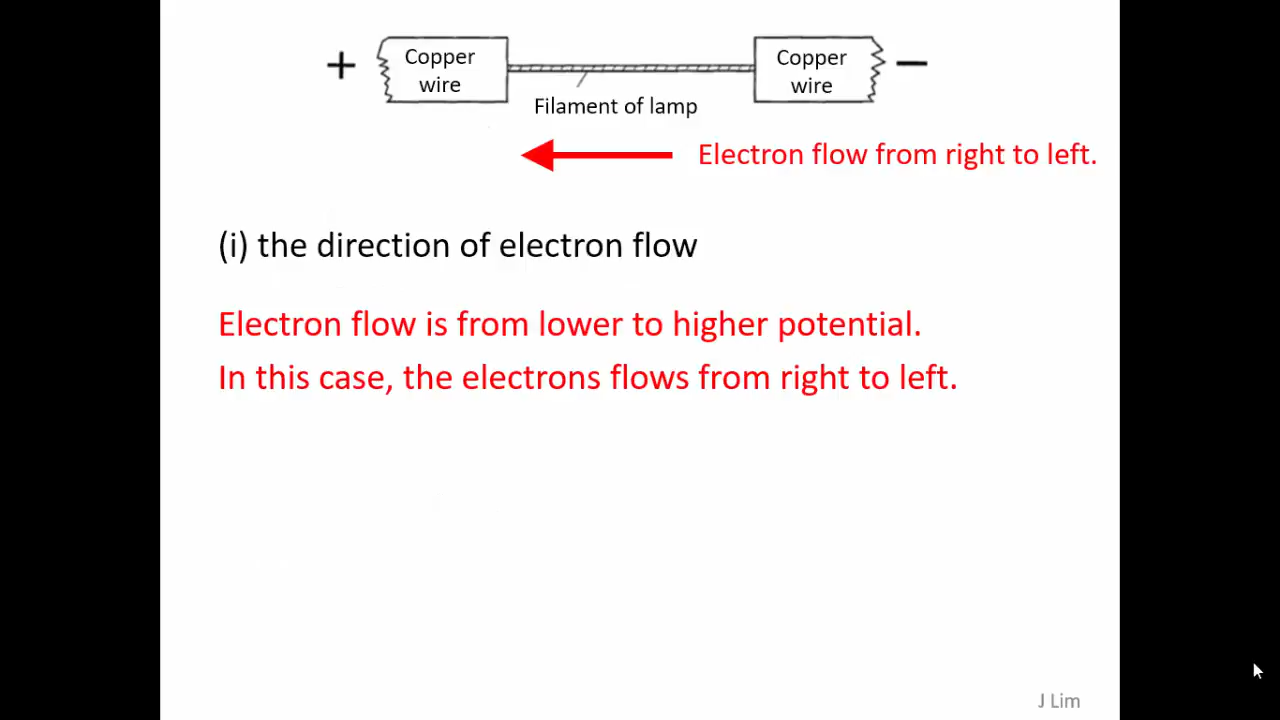 +
Copper
wire
Copper
wire
−
Filament of lamp
Electron flow from right to left.
(i) the direction of electron flow
Electron flow is from lower to higher potential.
In this case, the electrons flows from right to left.
J Lim